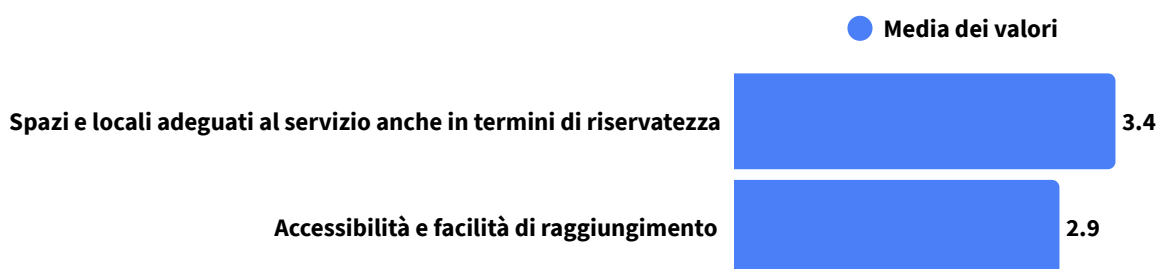 Media dei valori
Spazi e locali adeguati al servizio anche in termini di riservatezza
3.4
Accessibilità e facilità di raggiungimento
2.9